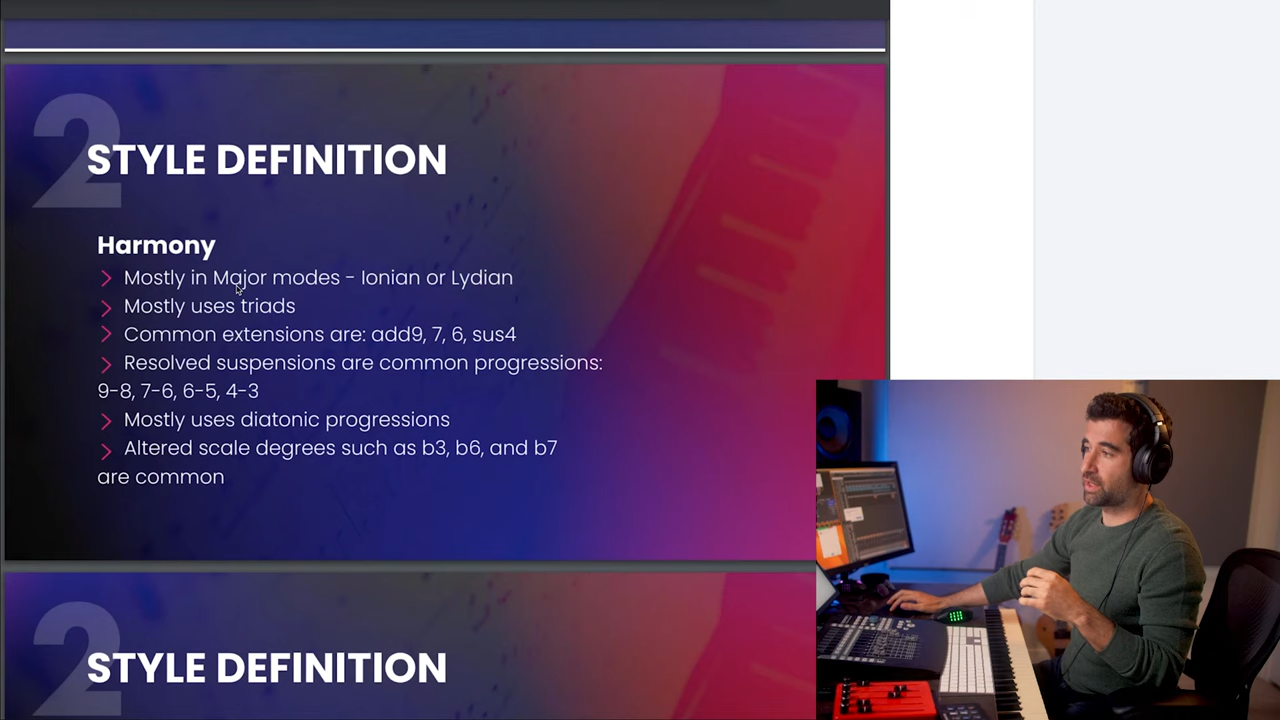 2
STYLE DEFINITION
Harmony
Mostly in Major modes - Ionian or Lydian
Mostly uses triads
Common extensions are: add9, 7, 6, sus4
Resolved suspensions are common progressions:
9-8, 7-6, 6-5, 4-3
Mostly uses diatonic progressions
Altered scale degrees such as b3, b6, and b7
are common
2
STYLE DEFINITION